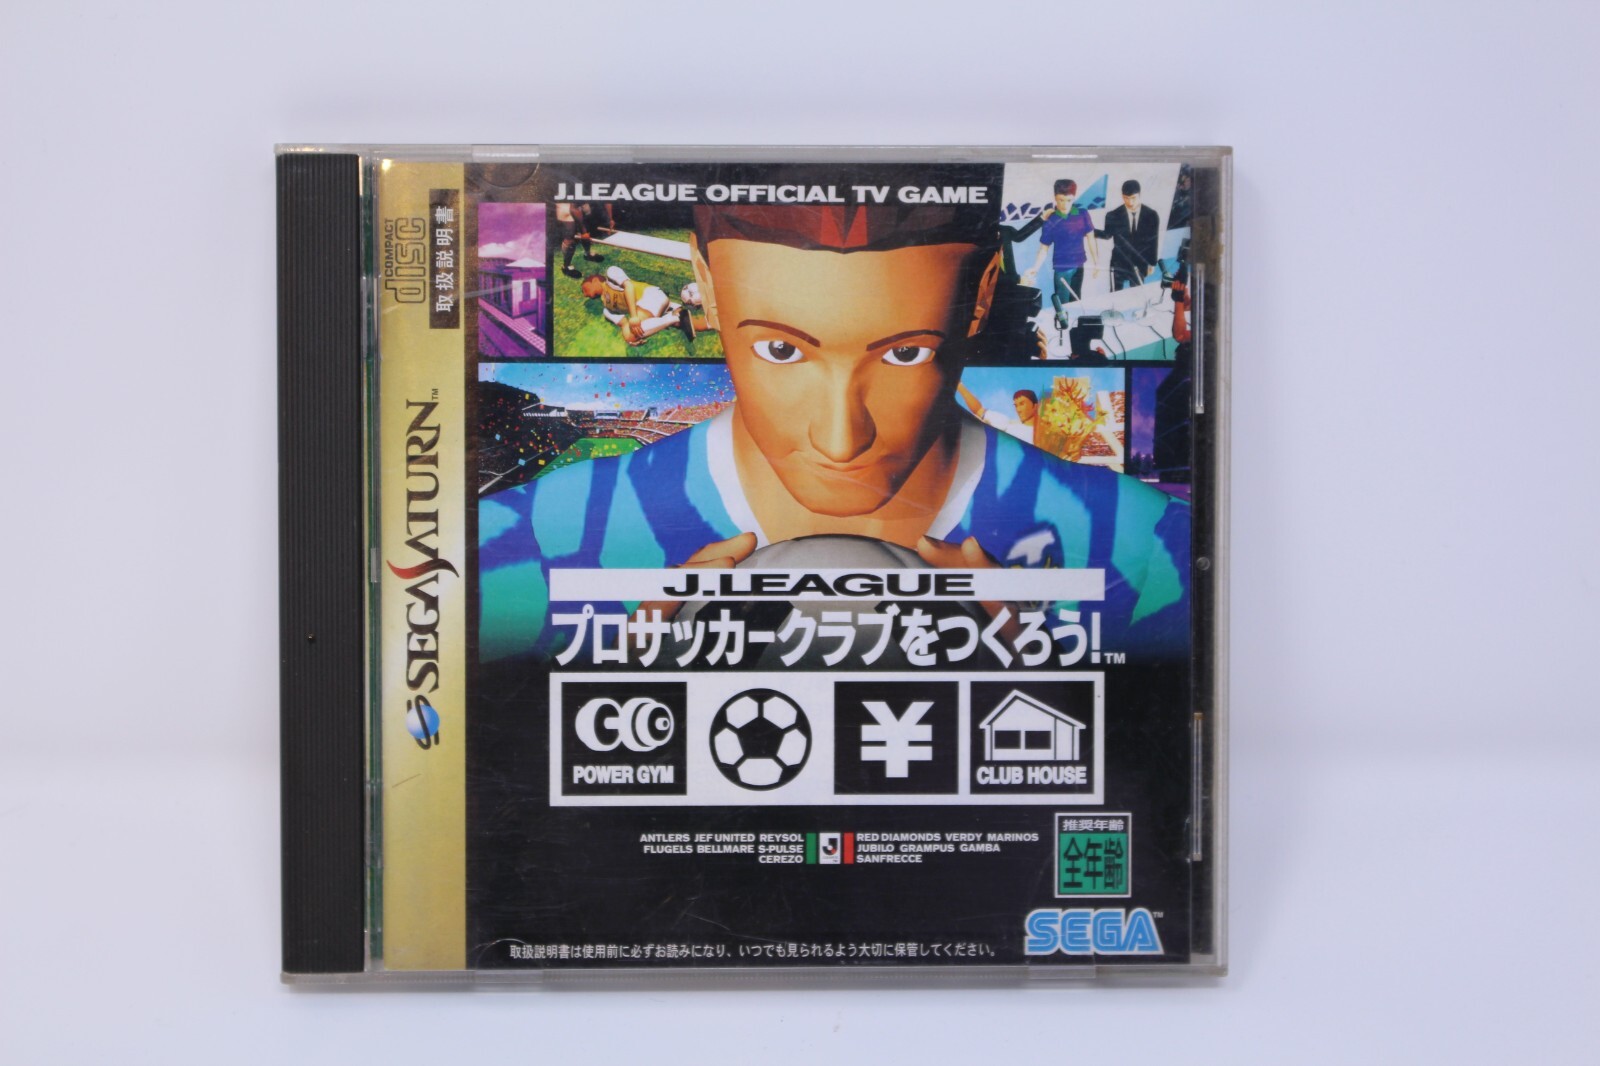 J.LEAGUE OFFICIAL TV GAME
COMPACT
disc
取扱説明書
SEGA SATURN™
J.LEAGUE
プロサッカークラブをつくろう!™
POWER GYM
¥
CLUB HOUSE
ANTLERS JEF UNITED REYSOL
FLUGELS BELLMARE S-PULSE
CEREZO
J
RED DIAMONDS VERDY MARINOS
JUBILO GRAMPUS GAMBA
SANFRECCE
推奨年齢
全年齢
SEGA™
取扱説明書は使用前に必ずお読みになり、いつでも見られるよう大切に保管してください。